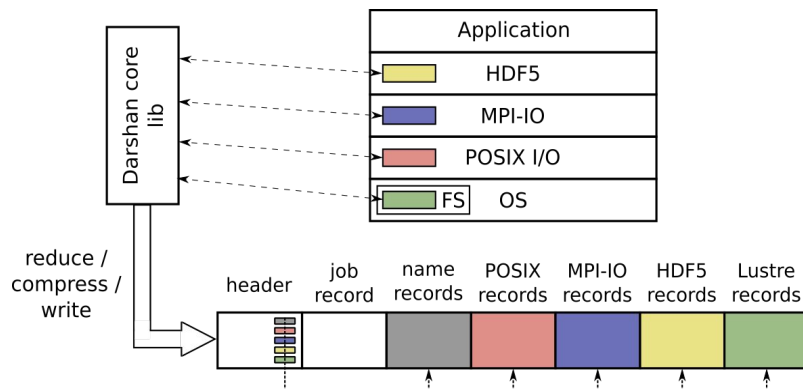 Darshan core
lib
Application
HDF5
MPI-IO
POSIX I/O
FS OS
reduce /
compress /
write
header
job
record
name
records
POSIX
records
MPI-IO
records
HDF5
records
Lustre
records